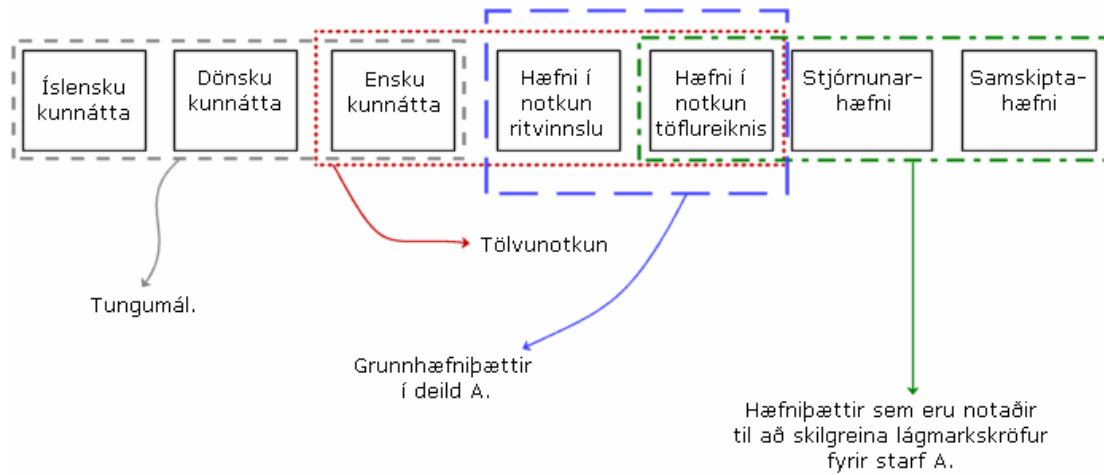 Íslensku
kunnátta
Dönsku
kunnátta
Ensku
kunnátta
Hæfni í
notkun
ritvinnslu
Hæfni í
notkun
töflureiknis
Stjórnunar-
hæfni
Samskipta-
hæfni
Tölvunotkun
Tungumál.
Grunnhæfniþættir
í deild A.
Hæfniþættir sem eru notaðir
til að skilgreina lágmarkskröfur
fyrir starf A.